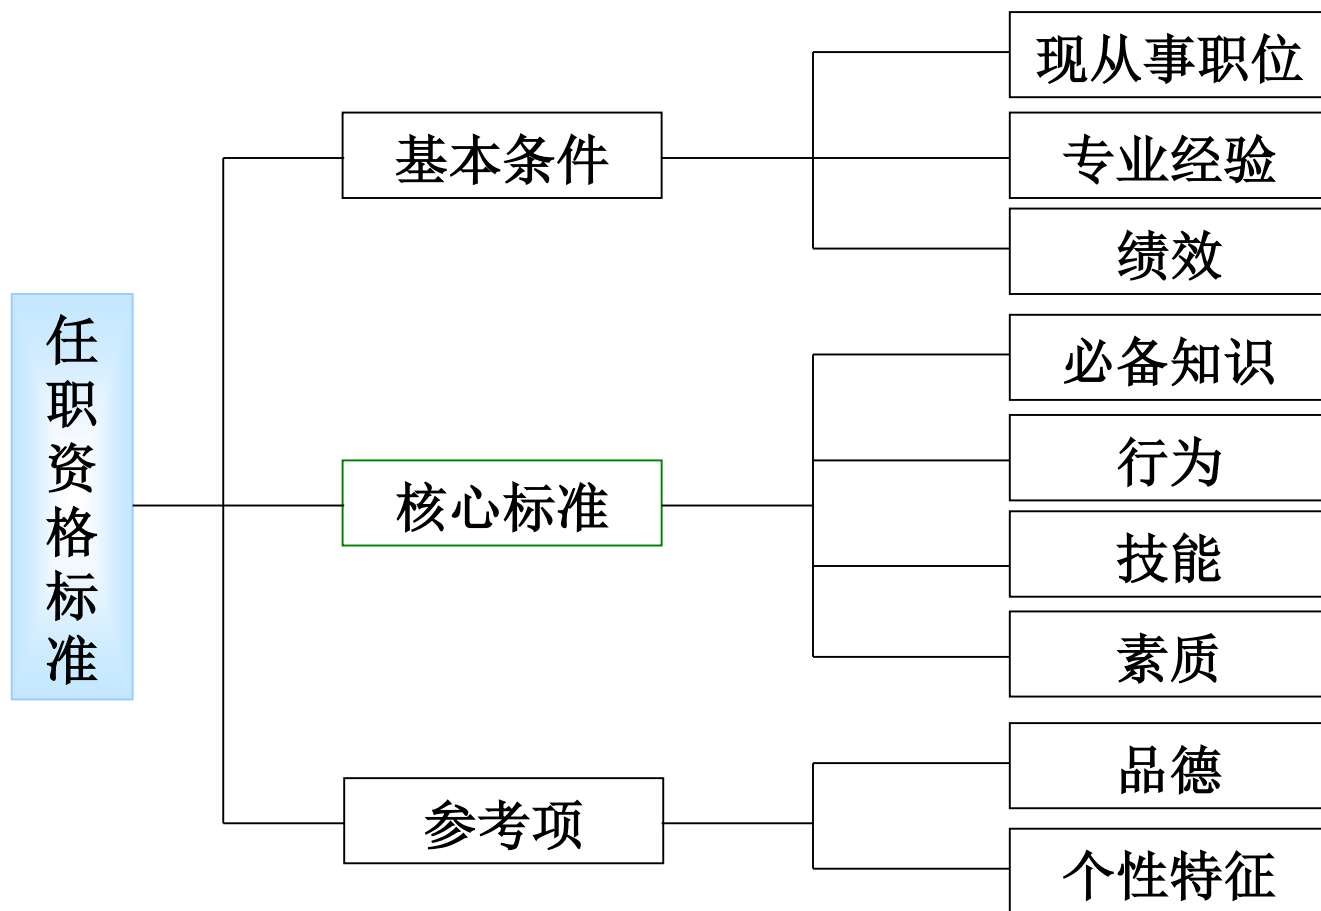 任职资格标准
基本条件
现从事职位
专业经验
绩效
核心标准
必备知识
行为
技能
素质
参考项
品德
个性特征